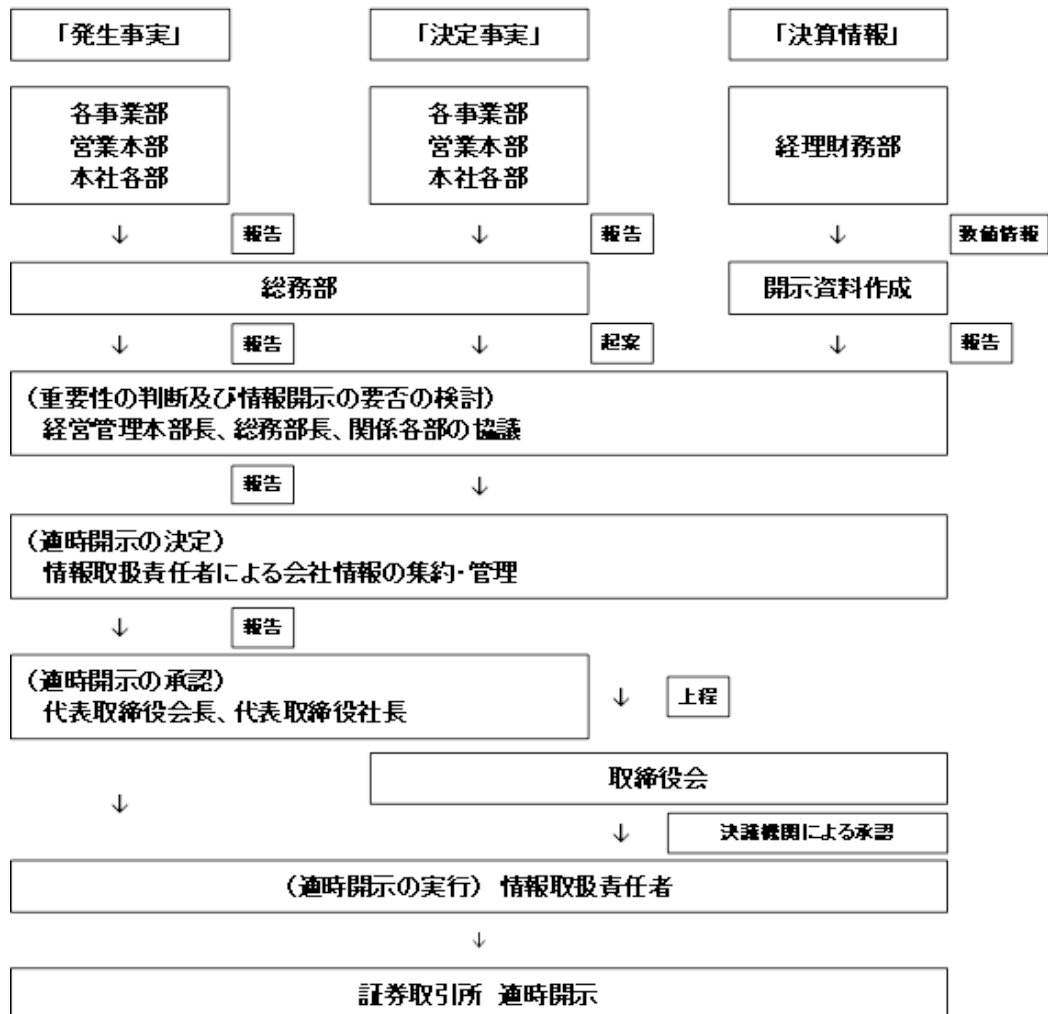 「発生事実」
「決定事実」
「決算情報」
各事業部
営業本部
本社各部
各事業部
営業本部
本社各部
経理財務部
↓
報告
↓
報告
↓
数値情報
総務部
開示資料作成
↓
報告
↓
起案
↓
報告
（重要性の判断及び情報開示の要否の検討）
経営管理本部長、総務部長、関係各部の協議
報告
↓
（適時開示の決定）
情報取扱責任者による会社情報の集約・管理
↓
報告
（適時開示の承認）
代表取締役会長、代表取締役社長
↓
上程
取締役会
↓
↓
決議機関による承認
（適時開示の実行） 情報取扱責任者
↓
証券取引所 適時開示